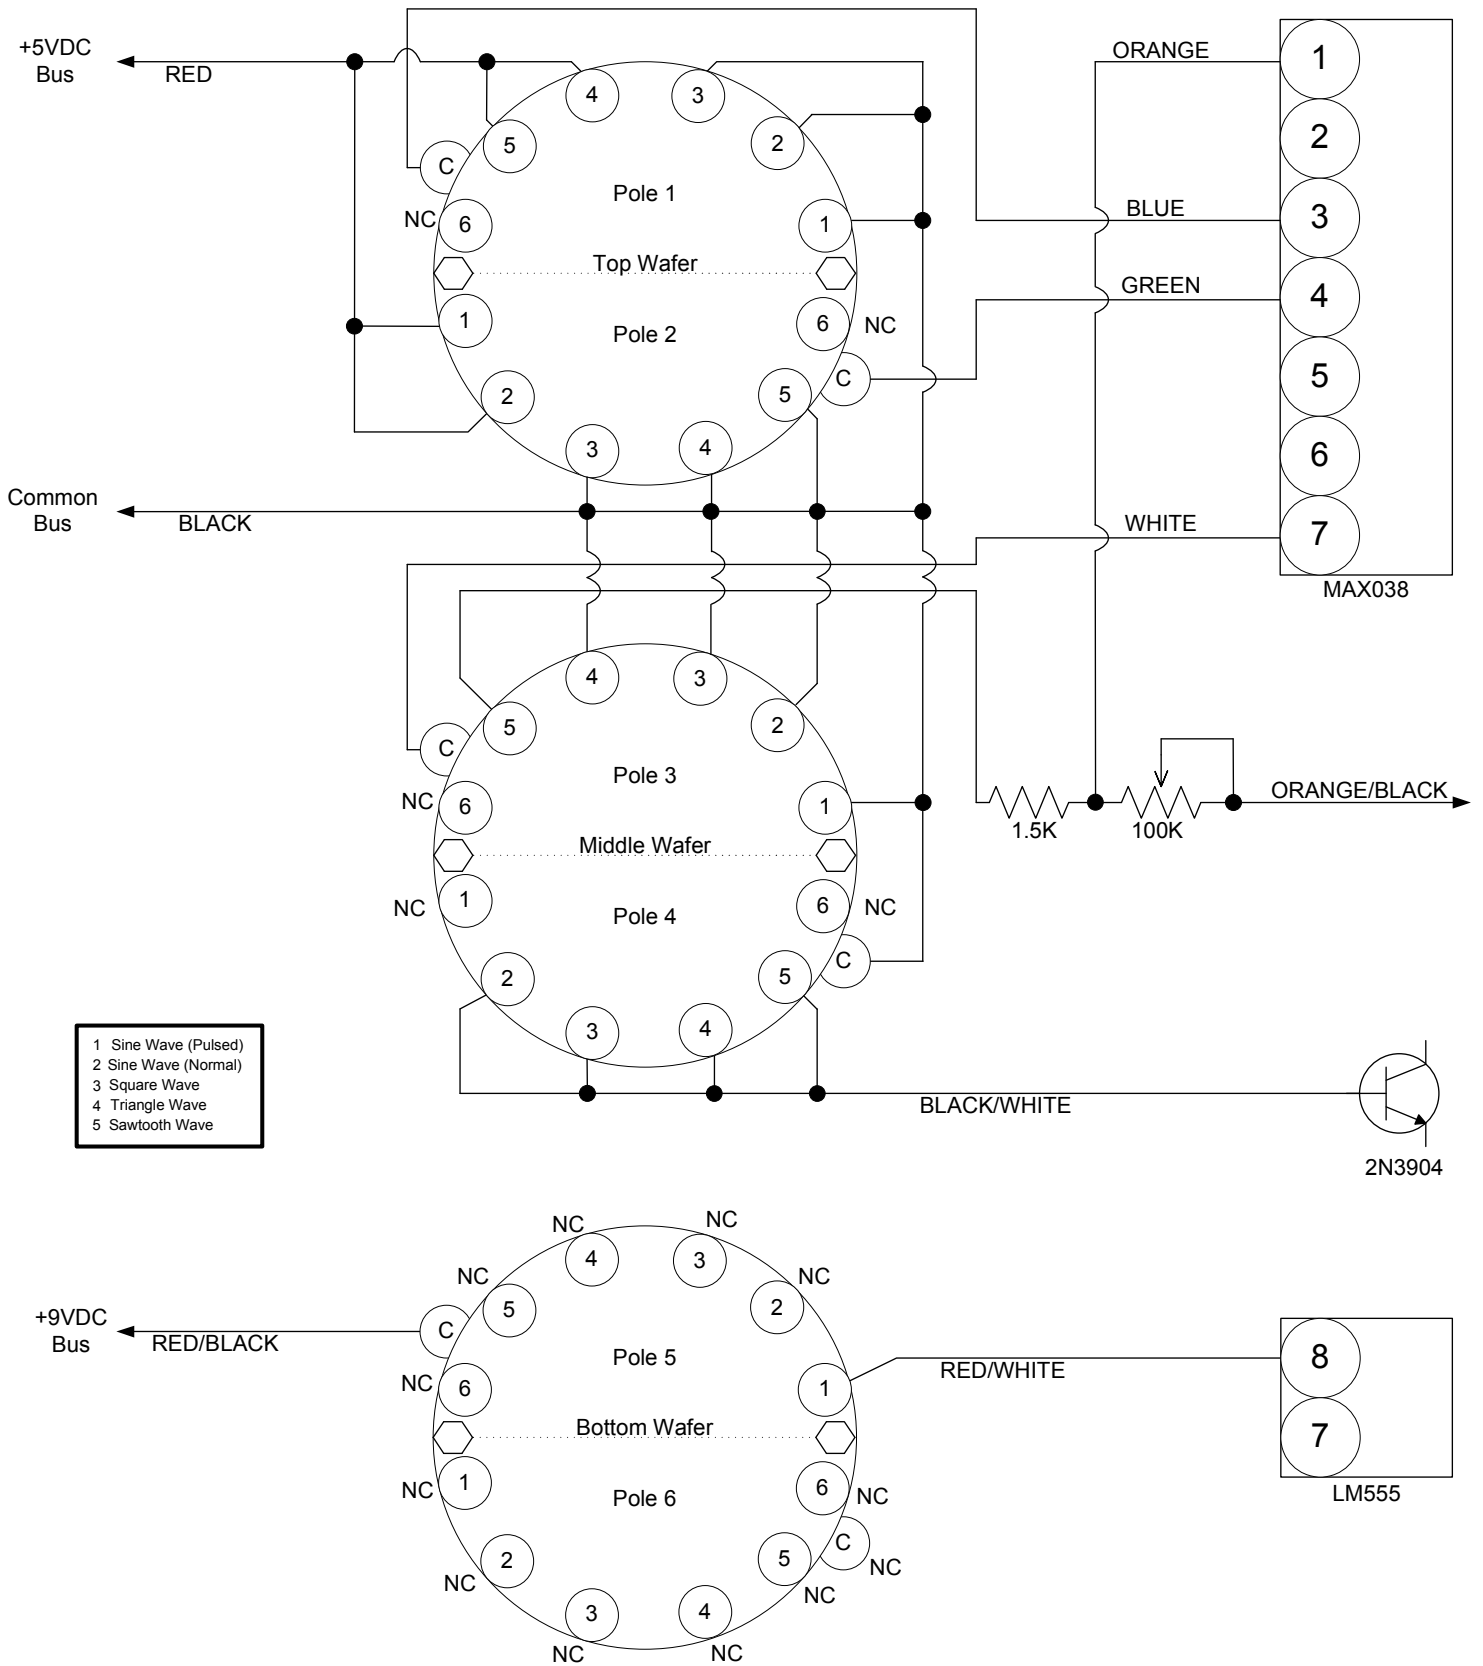 +5VDC
Bus
RED
4
3
5
2
C
Pole 1
NC
6
1
Top Wafer
1
Pole 2
6
NC
C
2
5
3
4
ORANGE
1
2
BLUE
3
GREEN
4
5
6
WHITE
7
MAX038
Common
Bus
BLACK
4
3
5
2
C
Pole 3
NC
6
1
Middle Wafer
NC
1
Pole 4
6
NC
C
2
5
3
4
1.5K
100K
ORANGE/BLACK
1 Sine Wave (Pulsed)
2 Sine Wave (Normal)
3 Square Wave
4 Triangle Wave
5 Sawtooth Wave
BLACK/WHITE
2N3904
NC
4
NC
3
NC
5
NC
2
+9VDC
Bus
RED/BLACK
C
Pole 5
NC
6
1
RED/WHITE
8
7
LM555
Bottom Wafer
NC
1
Pole 6
6
NC
C
NC
2
NC
5
NC
3
NC
4
NC